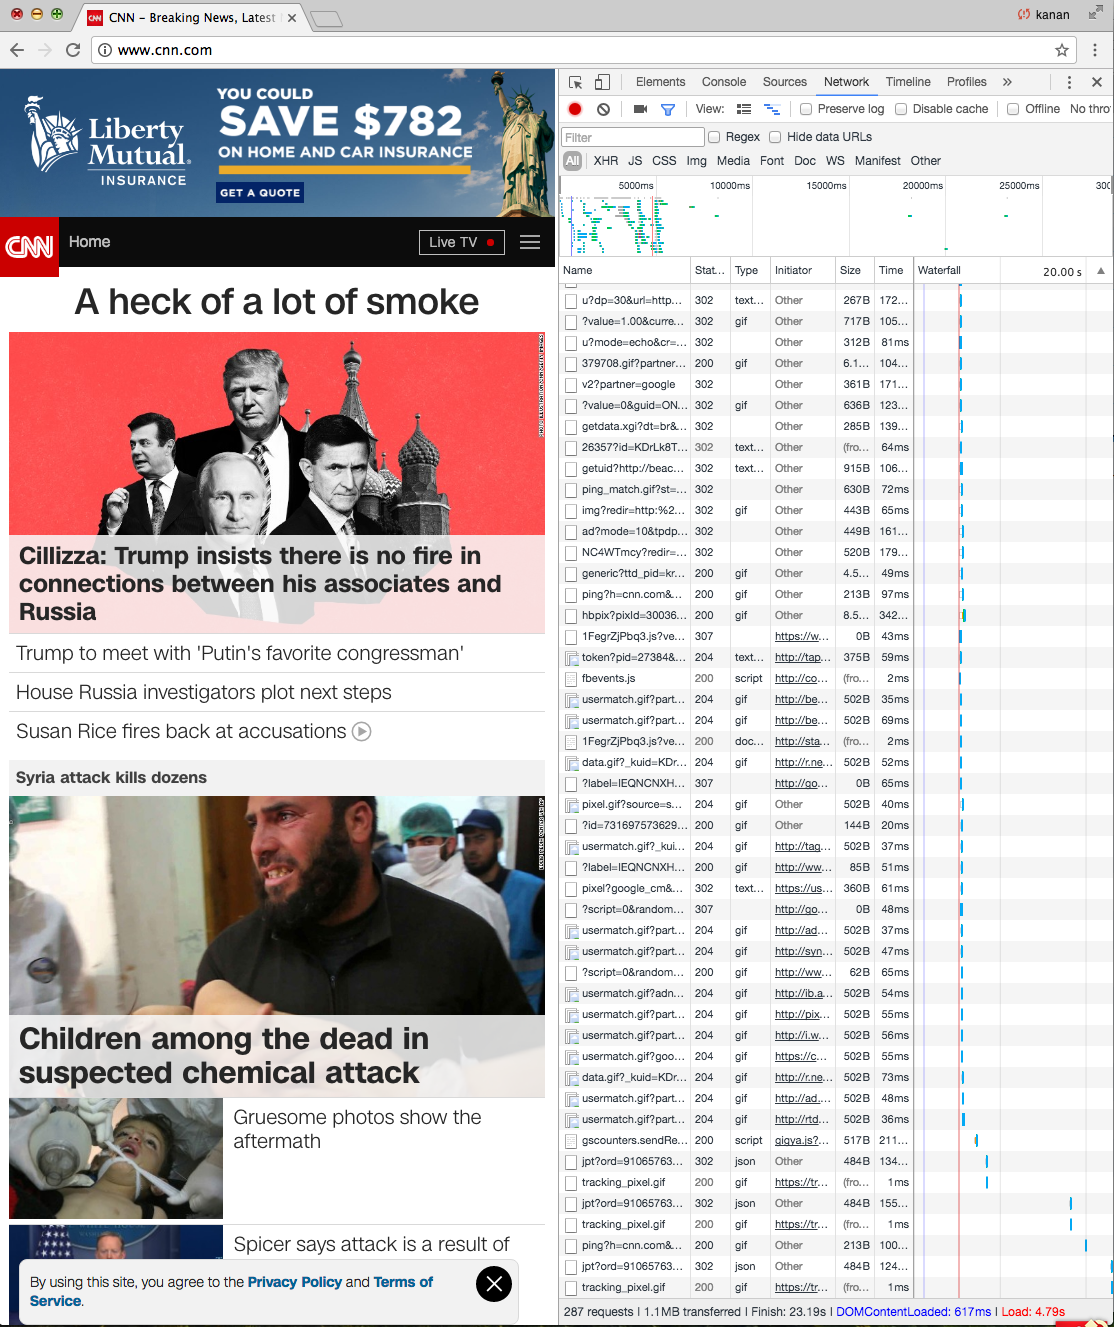 CNN – Breaking News, Latest
kanan
www.cnn.com
Liberty
Mutual
INSURANCE
YOU COULD
SAVE $782
ON HOME AND CAR INSURANCE
GET A QUOTE
CNN
Home
Live TV
A heck of a lot of smoke
Cillizza: Trump insists there is no fire in
connections between his associates and
Russia
Trump to meet with 'Putin's favorite congressman'
House Russia investigators plot next steps
Susan Rice fires back at accusations
Syria attack kills dozens
Children among the dead in
suspected chemical attack
Gruesome photos show the
aftermath
Spicer says attack is a result of
By using this site, you agree to the Privacy Policy and Terms of
Service.
Elements Console Sources Network Timeline Profiles »
View: Preserve log Disable cache Offline No thro
Filter Regex Hide data URLs
All XHR JS CSS Img Media Font Doc WS Manifest Other
5000ms 10000ms 15000ms 20000ms 25000ms 300
Name Stat... Type Initiator Size Time Waterfall 20.00 s
u?dp=30&url=http... 302 text... Other 267B 172...
?value=1.00&curre... 302 gif Other 717B 105...
u?mode=echo&cr=... 302 Other 312B 81ms
379708.gif?partner... 200 gif Other 6.1... 104...
v2?partner=google 302 Other 361B 171...
?value=0&guid=ON... 302 gif Other 636B 123...
getdata.xgi?dt=br&... 302 Other 285B 139...
26357?id=KDrLk8T... 302 text... Other (fro... 64ms
getuid?http://beac... 302 text... Other 915B 106...
ping_match.gif?st=... 302 Other 630B 72ms
img?redir=http:%2... 302 gif Other 443B 65ms
ad?mode=10&tpdp... 302 Other 449B 161...
NC4WTmcy?redir=... 302 Other 520B 179...
generic?ttd_pid=kr... 200 gif Other 4.5... 49ms
ping?h=cnn.com&... 200 gif Other 213B 97ms
hbpix?pixId=30036... 200 gif Other 8.5... 342...
1FegrZjPbq3.js?ve... 307 https://w... 0B 43ms
token?pid=27384&... 204 text... http://tap... 375B 59ms
fbevents.js 200 script http://co... (fro... 2ms
usermatch.gif?part... 204 gif http://be... 502B 35ms
usermatch.gif?part... 204 gif http://be... 502B 69ms
1FegrZjPbq3.js?ve... 200 doc... http://sta... (fro... 2ms
data.gif?_kuid=KDr... 204 gif http://r.ne... 502B 52ms
?label=IEQNCNXH... 307 http://go... 0B 65ms
pixel.gif?source=s... 204 gif Other 502B 40ms
?id=731697573629... 200 gif Other 144B 20ms
usermatch.gif?_kui... 204 gif http://tag... 502B 37ms
?label=IEQNCNXH... 200 gif http://ww... 85B 51ms
pixel?google_cm&... 302 text... https://us... 360B 61ms
?script=0&random... 307 http://go... 0B 48ms
usermatch.gif?part... 204 gif http://ad... 502B 37ms
usermatch.gif?part... 204 gif http://syn... 502B 47ms
?script=0&random... 200 gif http://ww... 62B 65ms
usermatch.gif?adn... 204 gif http://ib.a... 502B 54ms
usermatch.gif?part... 204 gif http://pix... 502B 55ms
usermatch.gif?part... 204 gif http://i.w... 502B 56ms
usermatch.gif?goo... 204 gif https://c... 502B 55ms
data.gif?_kuid=KDr... 204 gif http://r.ne... 502B 73ms
usermatch.gif?part... 204 gif http://ad... 502B 48ms
usermatch.gif?part... 204 gif http://rtd... 502B 36ms
gscounters.sendRe... 200 script gigya.js?... 517B 211...
jpt?ord=91065763... 302 json Other 484B 134...
tracking_pixel.gif 200 gif https://tr... (fro... 1ms
jpt?ord=91065763... 302 json Other 484B 155...
tracking_pixel.gif 200 gif https://tr... (fro... 1ms
ping?h=cnn.com&... 200 gif Other 213B 100...
jpt?ord=91065763... 302 json Other 484B 124...
tracking_pixel.gif 200 gif https://tr... (fro... 1ms
287 requests | 1.1MB transferred | Finish: 23.19s | DOMContentLoaded: 617ms | Load: 4.79s